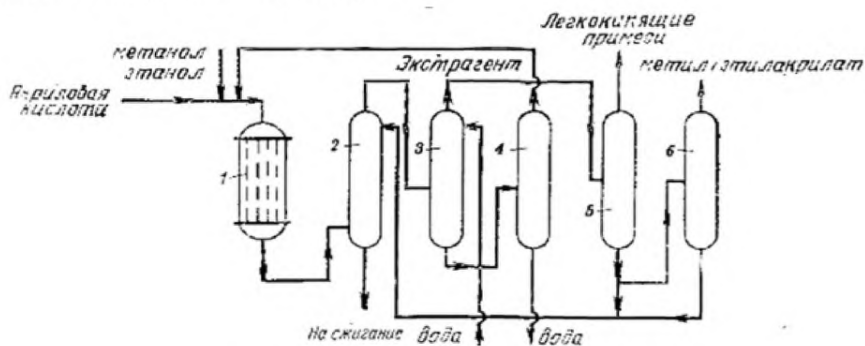 Легкокипящие
примеси
метанол
этанол
Экстрагент
метил(этил)акрилат
Акриловая
кислота
1
2
3
4
5
6
На сжигание
вода
вода